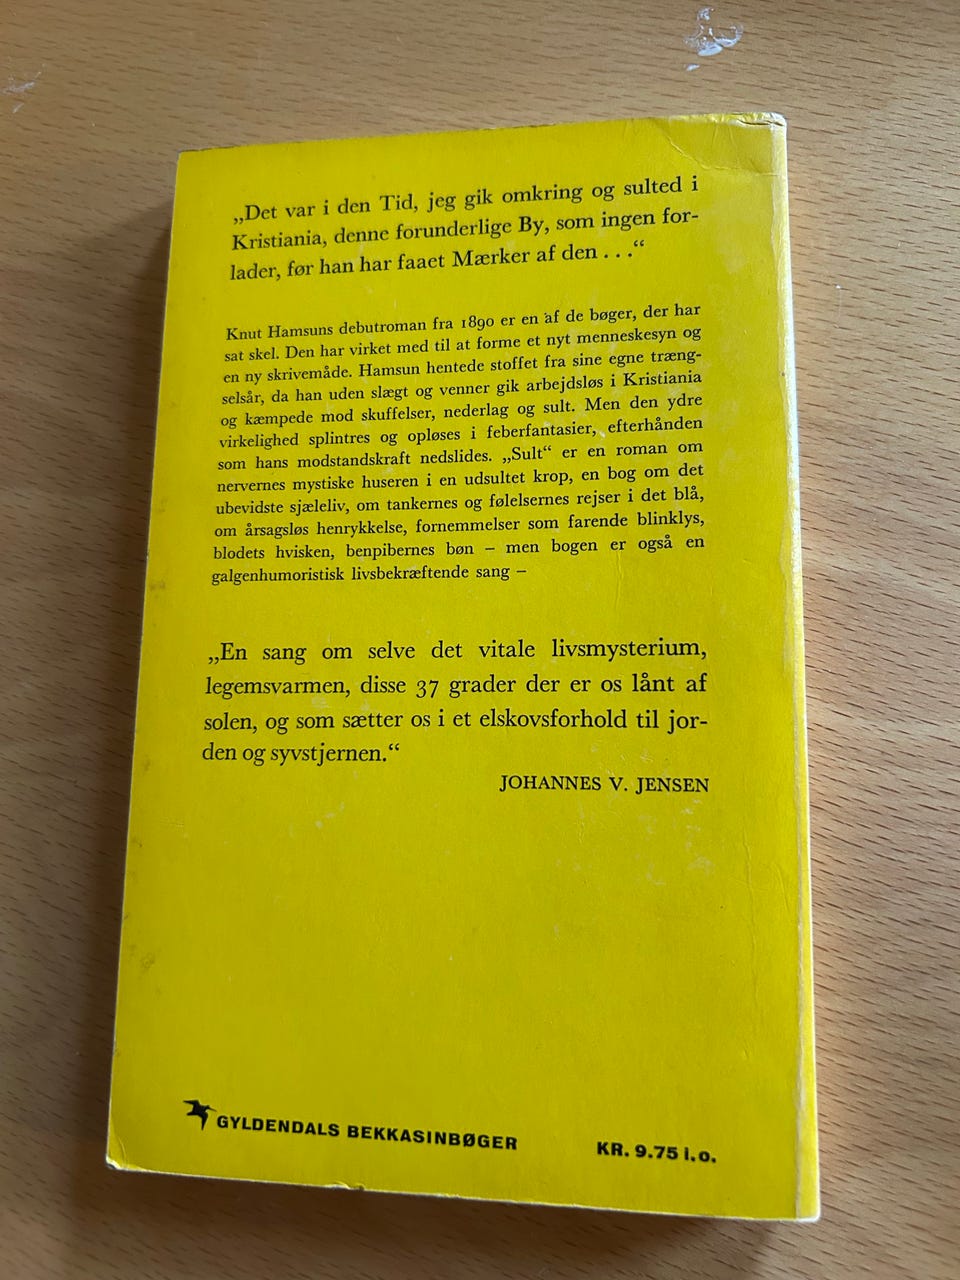 „Det var i den Tid, jeg gik omkring og sulted i
Kristiania, denne forunderlige By, som ingen for-
lader, før han har faaet Mærker af den . . .“
Knut Hamsuns debutroman fra 1890 er en af de bøger, der har
sat skel. Den har virket med til at forme et nyt menneskesyn og
en ny skrivemåde. Hamsun hentede stoffet fra sine egne træng-
selsår, da han uden slægt og venner gik arbejdsløs i Kristiania
og kæmpede mod skuffelser, nederlag og sult. Men den ydre
virkelighed splintres og opløses i feberfantasier, efterhånden
som hans modstandskraft nedslides. „Sult“ er en roman om
nervernes mystiske huseren i en udsultet krop, en bog om det
ubevidste sjæleliv, om tankernes og følelsernes rejser i det blå,
om årsagsløs henrykkelse, fornemmelser som farende blinklys,
blodets hvisken, benpibernes bøn – men bogen er også en
galgenhumoristisk livsbekræftende sang –
„En sang om selve det vitale livsmysterium,
legemsvarmen, disse 37 grader der er os lånt af
solen, og som sætter os i et elskovsforhold til jor-
den og syvstjernen.“
JOHANNES V. JENSEN
GYLDENDALS BEKKASINBØGER
KR. 9.75 i.o.